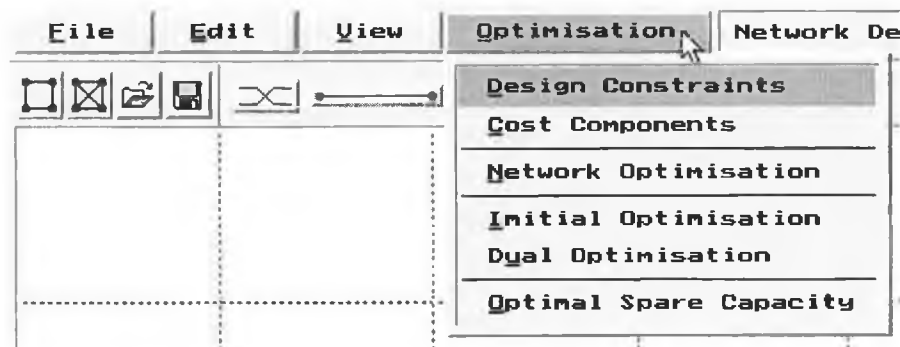 File Edit View Optimisation Network De
Design Constraints
Cost Components
Network Optimisation
Initial Optimisation
Dual Optimisation
Optimal Spare Capacity